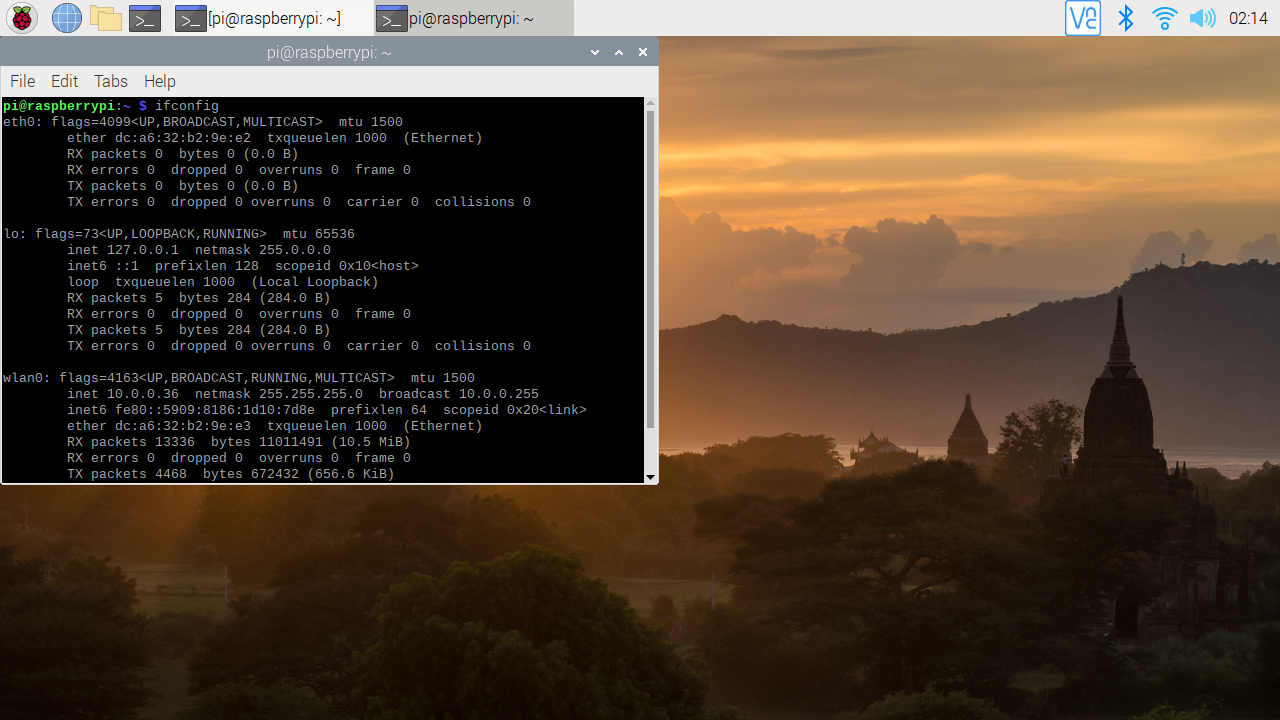 [pi@raspberrypi: ~]
pi@raspberrypi: ~
02:14
pi@raspberrypi: ~
File Edit Tabs Help
pi@raspberrypi:~ $ ifconfig
eth0: flags=4099<UP,BROADCAST,MULTICAST>  mtu 1500
        ether dc:a6:32:b2:9e:e2  txqueuelen 1000  (Ethernet)
        RX packets 0  bytes 0 (0.0 B)
        RX errors 0  dropped 0  overruns 0  frame 0
        TX packets 0  bytes 0 (0.0 B)
        TX errors 0  dropped 0 overruns 0  carrier 0  collisions 0

lo: flags=73<UP,LOOPBACK,RUNNING>  mtu 65536
        inet 127.0.0.1  netmask 255.0.0.0
        inet6 ::1  prefixlen 128  scopeid 0x10<host>
        loop  txqueuelen 1000  (Local Loopback)
        RX packets 5  bytes 284 (284.0 B)
        RX errors 0  dropped 0  overruns 0  frame 0
        TX packets 5  bytes 284 (284.0 B)
        TX errors 0  dropped 0 overruns 0  carrier 0  collisions 0

wlan0: flags=4163<UP,BROADCAST,RUNNING,MULTICAST>  mtu 1500
        inet 10.0.0.36  netmask 255.255.255.0  broadcast 10.0.0.255
        inet6 fe80::5909:8186:1d10:7d8e  prefixlen 64  scopeid 0x20<link>
        ether dc:a6:32:b2:9e:e3  txqueuelen 1000  (Ethernet)
        RX packets 13336  bytes 11011491 (10.5 MiB)
        RX errors 0  dropped 0  overruns 0  frame 0
        TX packets 4468  bytes 672432 (656.6 KiB)